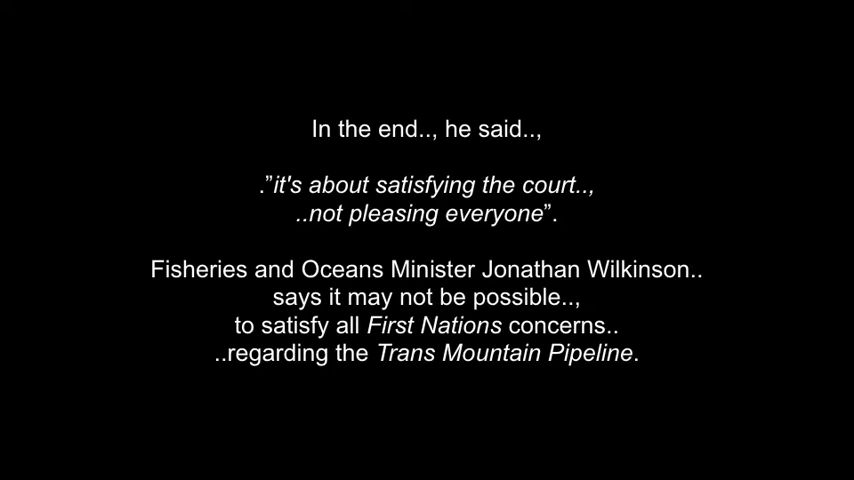 In the end.., he said..,
.”it's about satisfying the court..,
..not pleasing everyone”.
Fisheries and Oceans Minister Jonathan Wilkinson..
says it may not be possible..,
to satisfy all First Nations concerns..
..regarding the Trans Mountain Pipeline.